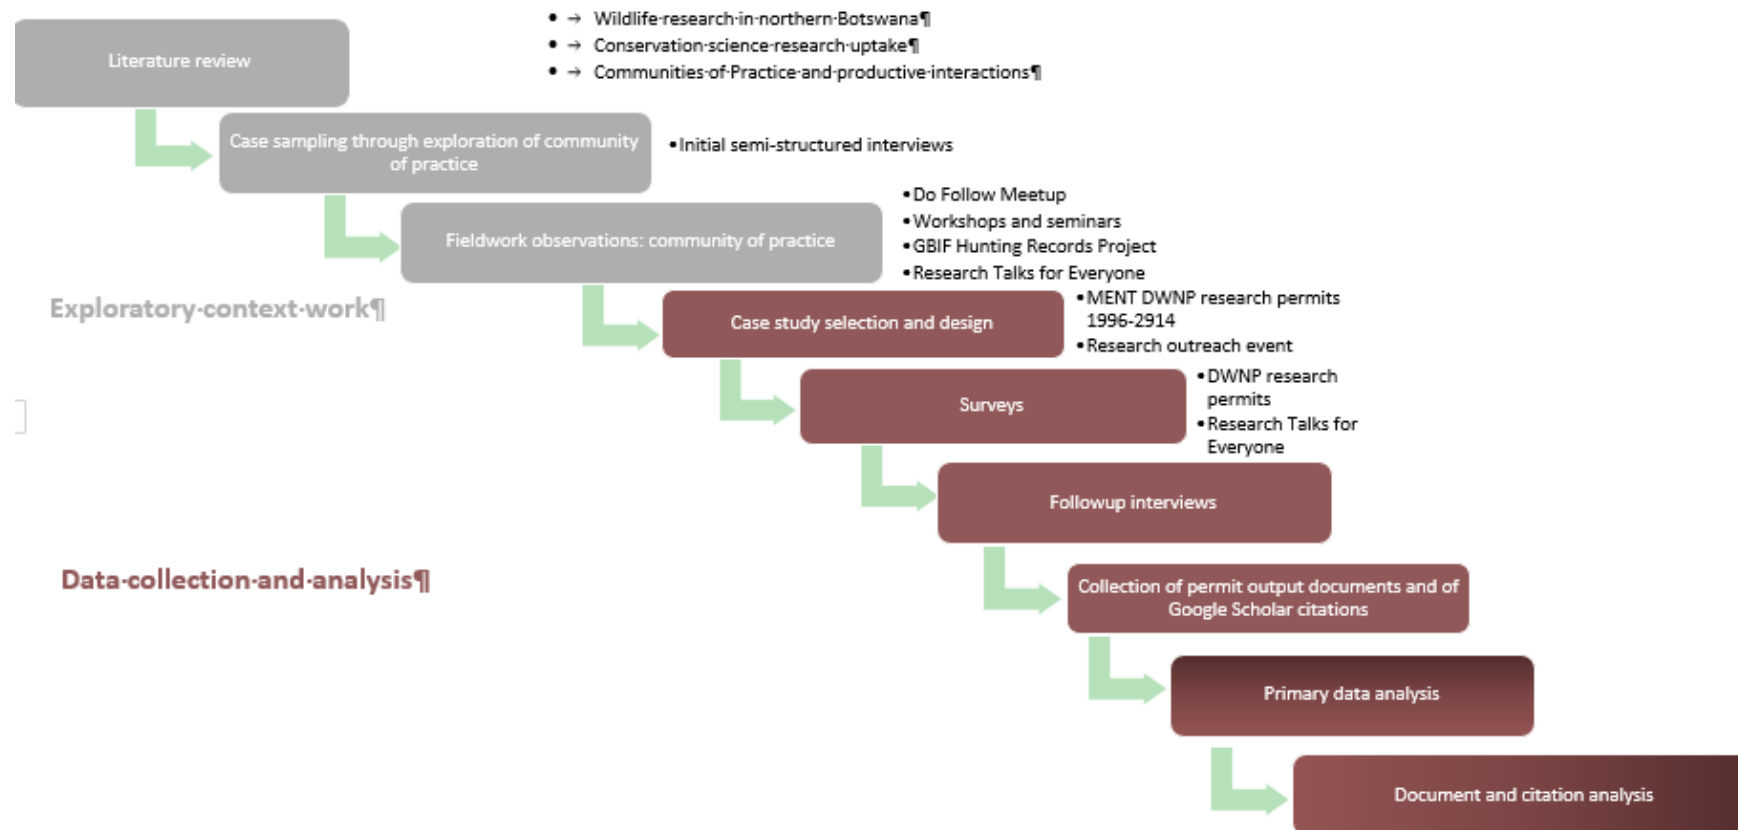 Literature review
• → Wildlife·research·in·northern·Botswana¶
• → Conservation·science·research·uptake¶
• → Communities·of·Practice·and·productive·interactions¶
Case sampling through exploration of community
of practice
•Initial semi-structured interviews
Fieldwork observations: community of practice
•Do Follow Meetup
•Workshops and seminars
•GBIF Hunting Records Project
•Research Talks for Everyone
Exploratory·context·work¶
Case study selection and design
•MENT DWNP research permits
1996-2914
•Research outreach event
Surveys
•DWNP research
permits
•Research Talks for
Everyone
Followup interviews
Data·collection·and·analysis¶
Collection of permit output documents and of
Google Scholar citations
Primary data analysis
Document and citation analysis